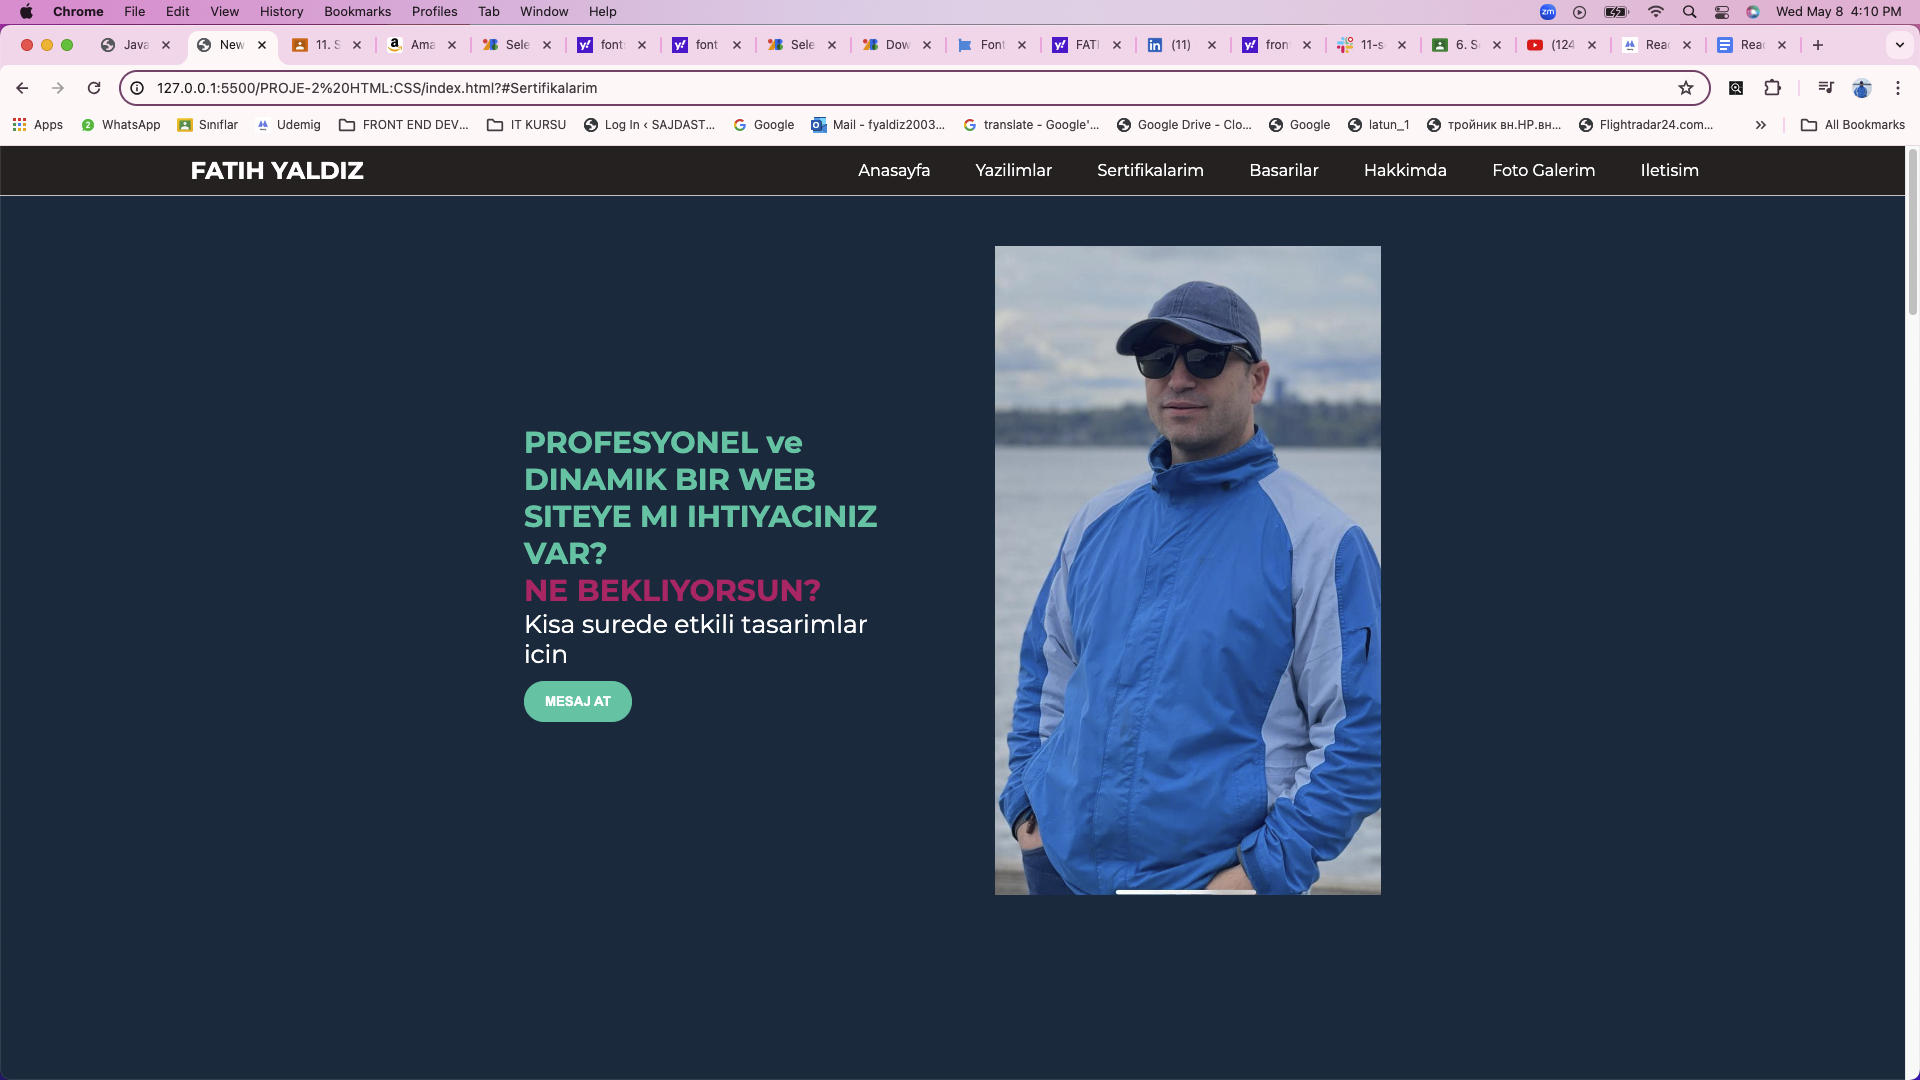 Chrome File Edit View History Bookmarks Profiles Tab Window Help zm Wed May 8 4:10 PM
Java New 11. S Ama Sele font font Sele Dow Font FATI (11) fron 11-s 6. S (124 Reac Reac
127.0.0.1:5500/PROJE-2%20HTML:CSS/index.html?#Sertifikalarim
Apps WhatsApp Sınıflar Udemig FRONT END DEV... IT KURSU Log In ‹ SAJDAST... Google Mail - fyaldiz2003... translate - Google'... Google Drive - Clo... Google latun_1 тройник вн.НР.вн... Flightradar24.com... » All Bookmarks
FATIH YALDIZ Anasayfa Yazilimlar Sertifikalarim Basarilar Hakkimda Foto Galerim Iletisim
PROFESYONEL ve
DINAMIK BIR WEB
SITEYE MI IHTIYACINIZ
VAR?
NE BEKLIYORSUN?
Kisa surede etkili tasarimlar
icin
MESAJ AT